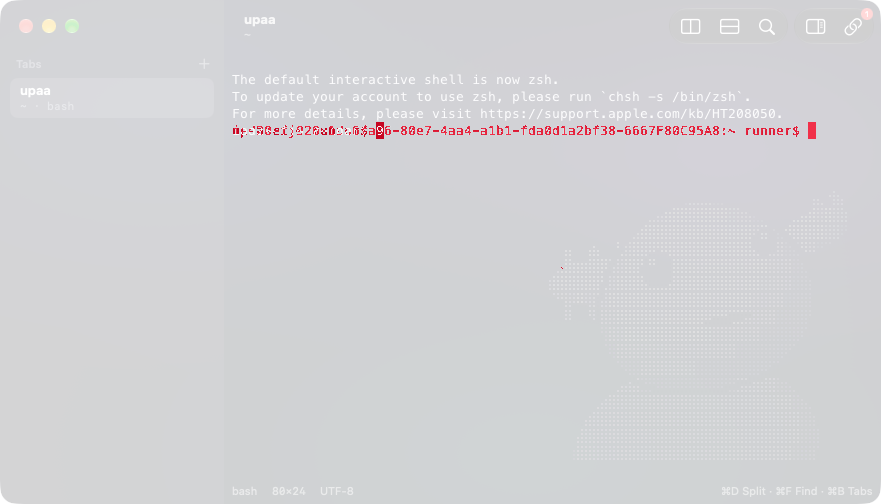 upaa
~
Tabs
+
upaa
~ · bash
The default interactive shell is now zsh.
To update your account to use zsh, please run `chsh -s /bin/zsh`.
For more details, please visit https://support.apple.com/kb/HT208050.
96-80e7-4aa4-a1b1-fda0d1a2bf38-6667F80C95A8:~ runner$
bash 80×24 UTF-8
⌘D Split · ⌘F Find · ⌘B Tabs